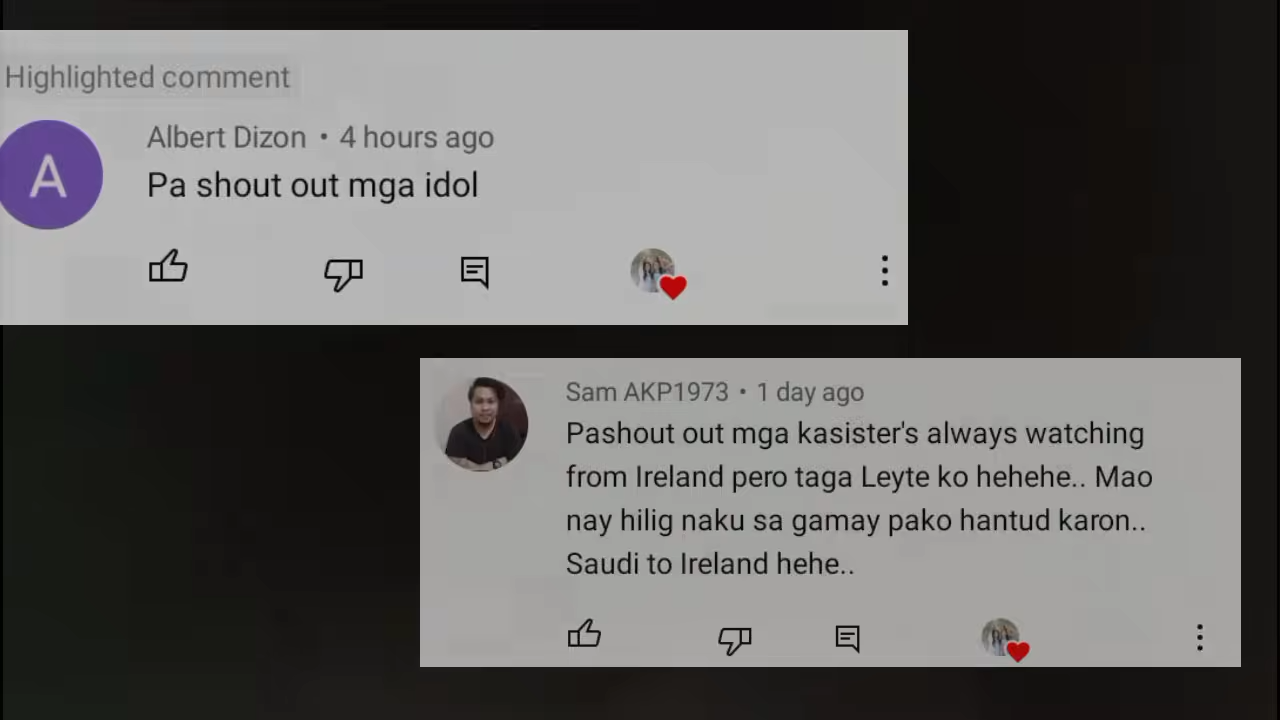 Highlighted comment
A
Albert Dizon • 4 hours ago
Pa shout out mga idol
Sam AKP1973 • 1 day ago
Pashout out mga kasister's always watching
from Ireland pero taga Leyte ko hehehe.. Mao
nay hilig naku sa gamay pako hantud karon..
Saudi to Ireland hehe..